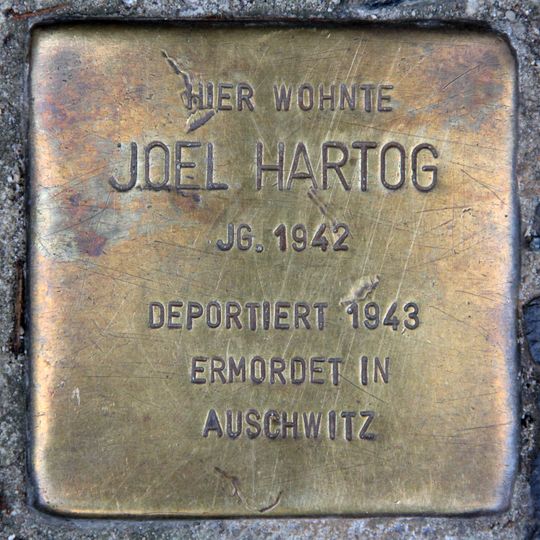 HIER WOHNTE
JOEL HARTOG
JG. 1942
DEPORTIERT 1943
ERMORDET IN
AUSCHWITZ